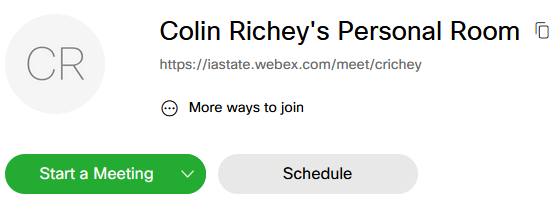 CR
Colin Richey's Personal Room
https://iastate.webex.com/meet/crichey
More ways to join
Start a Meeting
Schedule